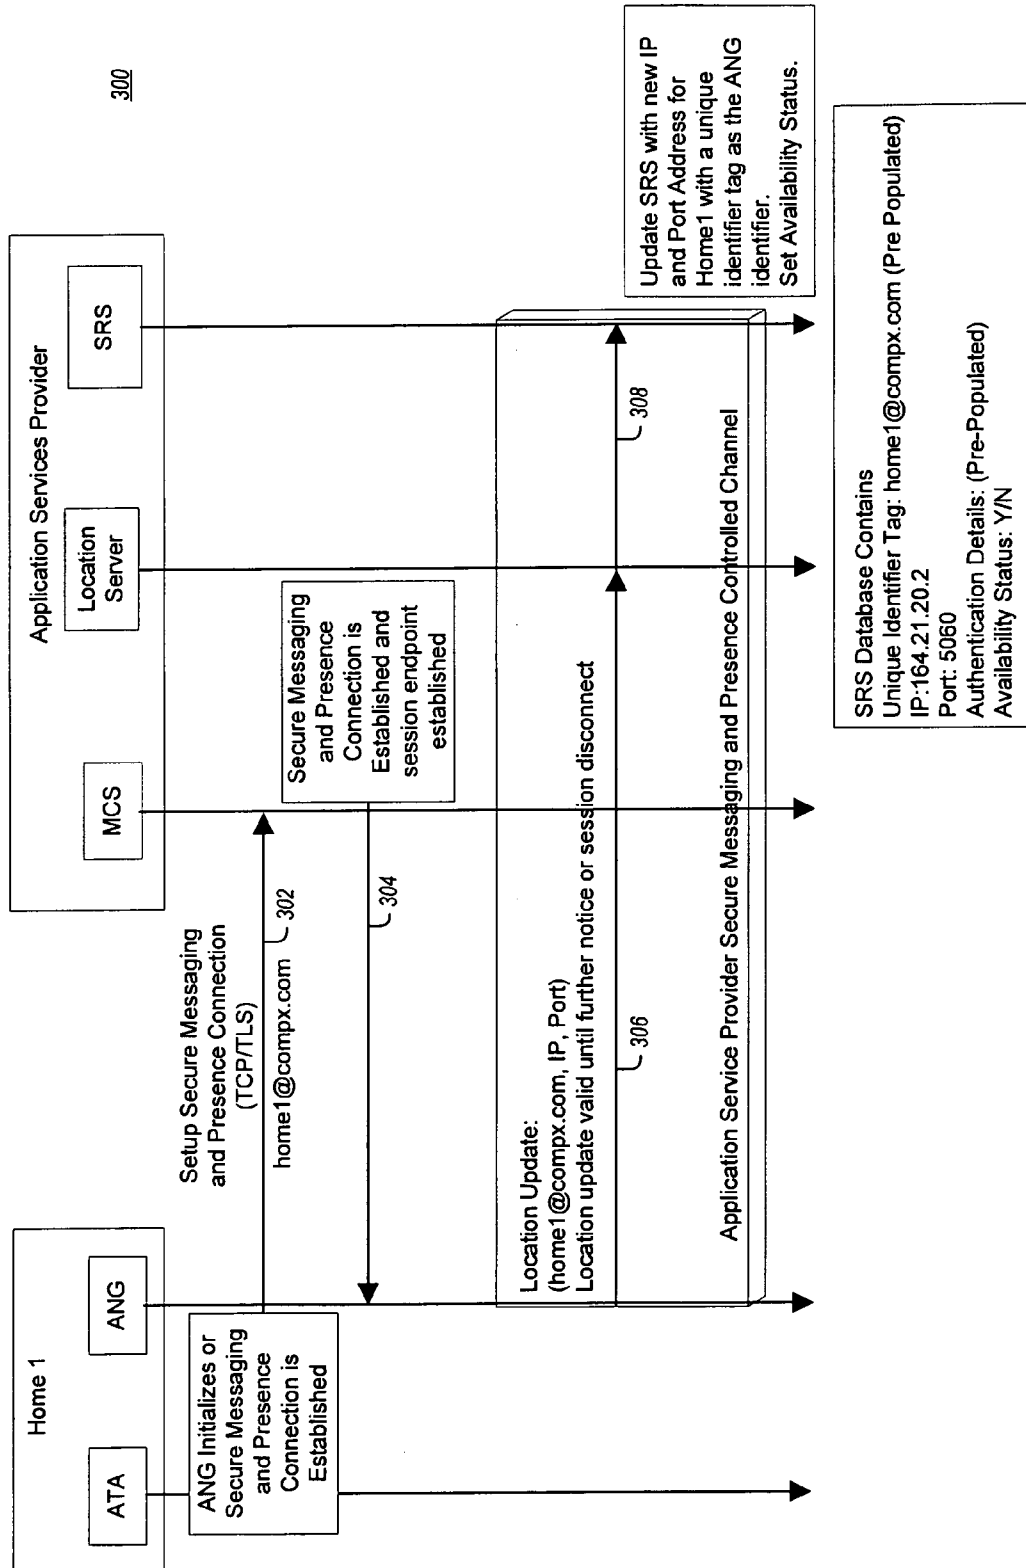 300
Home 1
ATA
ANG
Application Services Provider
MCS
Location
Server
SRS
ANG Initializes or
Secure Messaging
and Presence
Connection is
Established
Setup Secure Messaging
and Presence Connection
(TCP/TLS)
302
home1@compx.com
Secure Messaging
and Presence
Connection is
Established and
session endpoint
established
304
Location Update:
(home1@compx.com, IP, Port)
Location update valid until further notice or session disconnect
306
308
Application Service Provider Secure Messaging and Presence Controlled Channel
Update SRS with new IP
and Port Address for
Home1 with a unique
identifier tag as the ANG
identifier.
Set Availability Status.
SRS Database Contains
Unique Identifier Tag: home1@compx.com (Pre Populated)
IP:164.21.20.2
Port: 5060
Authentication Details: (Pre-Populated)
Availability Status: Y/N